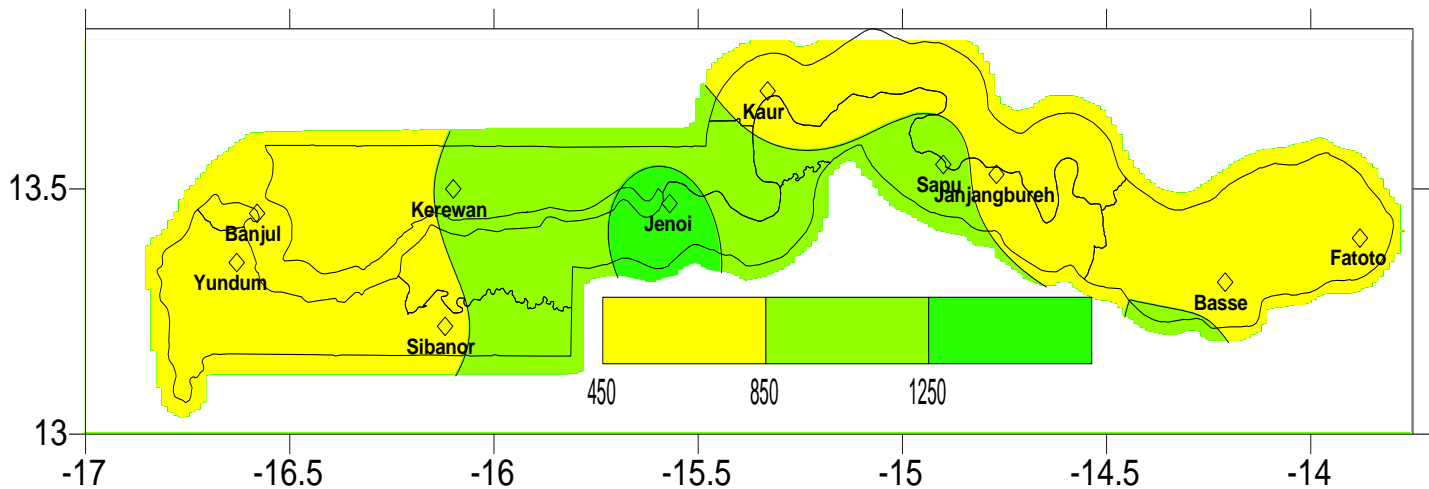 Kaur
13.5
Sapu
Janjangbureh
Kerewan
Jenoi
Banjul
Fatoto
Yundum
Basse
Sibanor
450 850 1250
13
-17 -16.5 -16 -15.5 -15 -14.5 -14